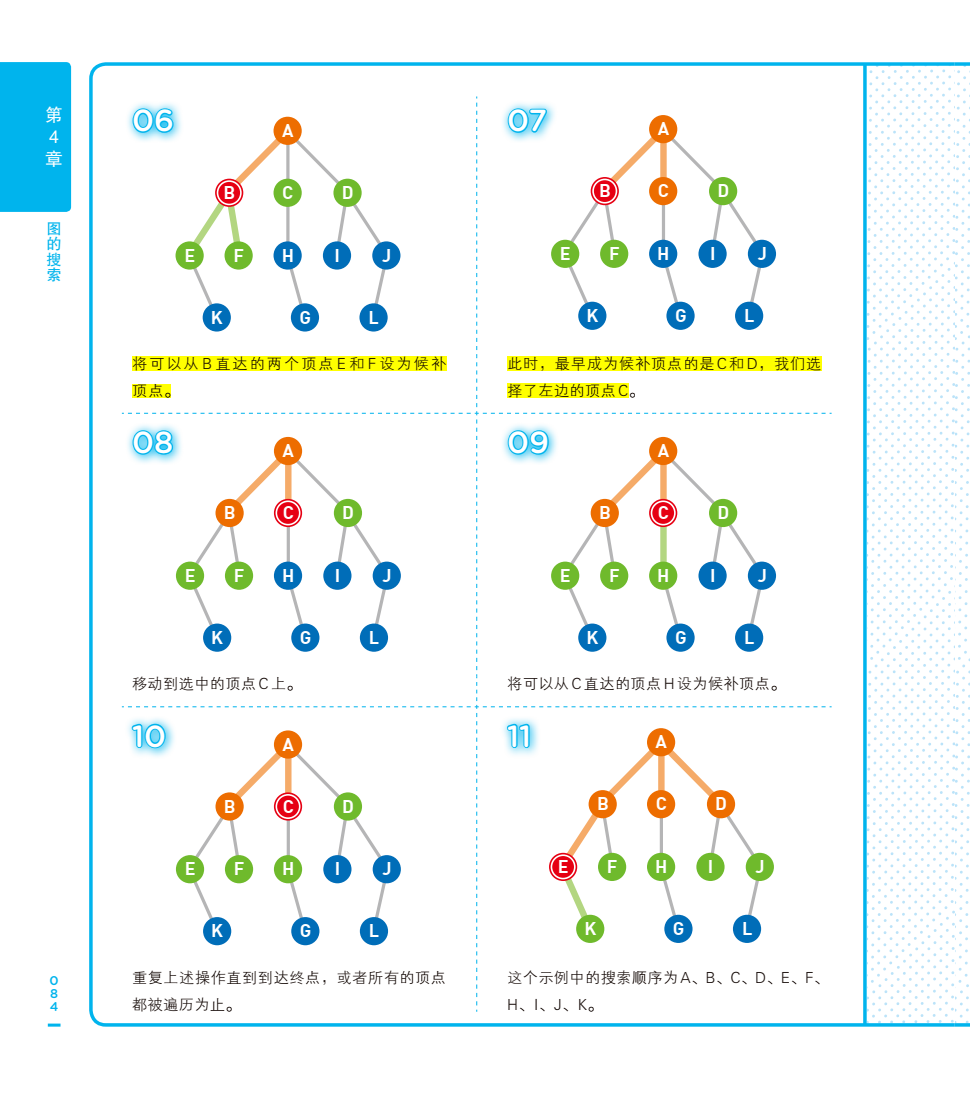 第4章
图的搜索
06
A
B C D
E F H I J
K G L
将可以从B直达的两个顶点E和F设为候补
顶点。
07
A
B C D
E F H I J
K G L
此时，最早成为候补顶点的是C和D，我们选
择了左边的顶点C。
08
A
B C D
E F H I J
K G L
移动到选中的顶点C上。
09
A
B C D
E F H I J
K G L
将可以从C直达的顶点H设为候补顶点。
10
A
B C D
E F H I J
K G L
重复上述操作直到到达终点，或者所有的顶点
都被遍历为止。
11
A
B C D
E F H I J
K G L
这个示例中的搜索顺序为A、B、C、D、E、F、
H、I、J、K。
084